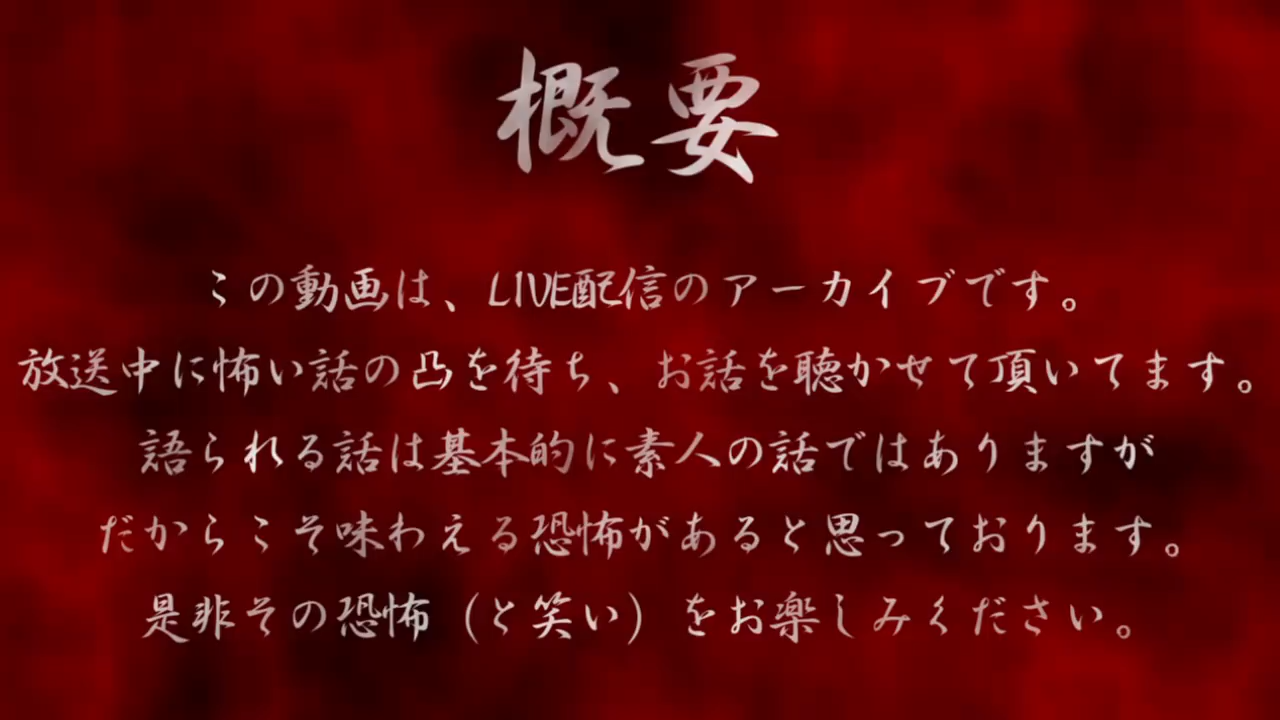 概要
この動画は、LIVE配信のアーカイブです。
放送中に怖い話の凸を待ち、お話を聴かせて頂いてます。
語られる話は基本的に素人の話ではありますが
だからこそ味わえる恐怖があると思っております。
是非その恐怖（と笑い）をお楽しみください。